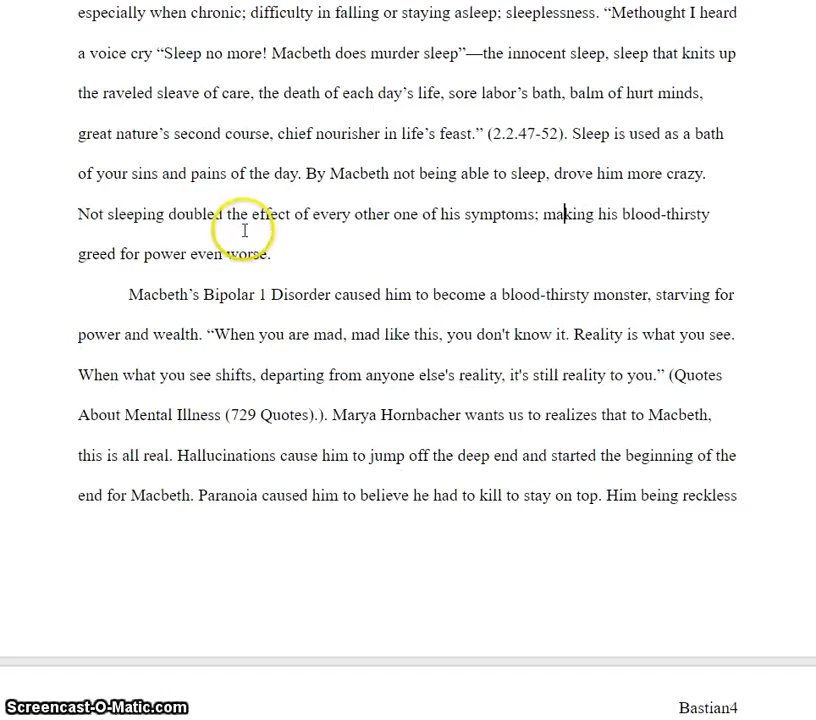 especially when chronic; difficulty in falling or staying asleep; sleeplessness. “Methought I heard
a voice cry “Sleep no more! Macbeth does murder sleep”—the innocent sleep, sleep that knits up
the raveled sleave of care, the death of each day’s life, sore labor’s bath, balm of hurt minds,
great nature’s second course, chief nourisher in life’s feast.” (2.2.47-52). Sleep is used as a bath
of your sins and pains of the day. By Macbeth not being able to sleep, drove him more crazy.
Not sleeping doubled the effect of every other one of his symptoms; making his blood-thirsty
greed for power even worse.
Macbeth’s Bipolar 1 Disorder caused him to become a blood-thirsty monster, starving for
power and wealth. “When you are mad, mad like this, you don't know it. Reality is what you see.
When what you see shifts, departing from anyone else's reality, it's still reality to you.” (Quotes
About Mental Illness (729 Quotes).). Marya Hornbacher wants us to realizes that to Macbeth,
this is all real. Hallucinations cause him to jump off the deep end and started the beginning of the
end for Macbeth. Paranoia caused him to believe he had to kill to stay on top. Him being reckless
Screencast-O-Matic.com
Bastian4